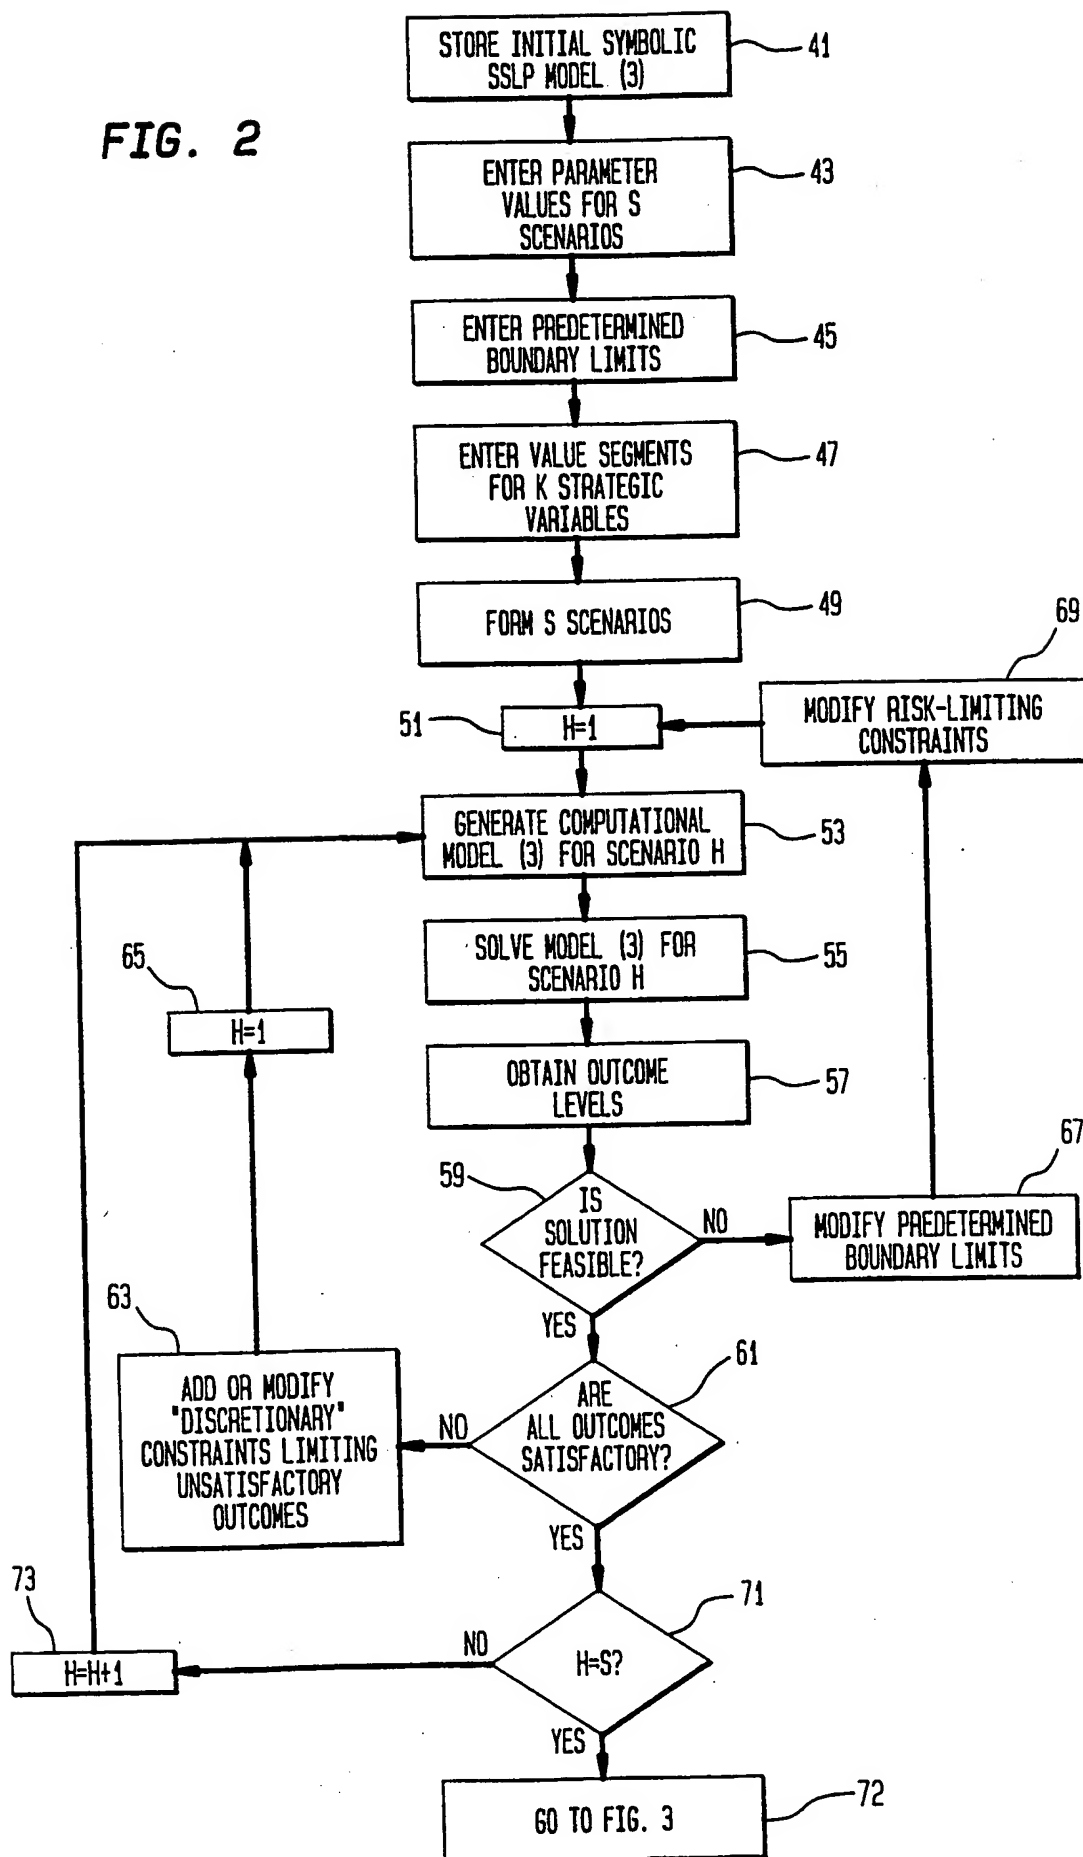 STORE INITIAL SYMBOLIC
SSLP MODEL (3)
41
FIG. 2
ENTER PARAMETER
VALUES FOR S
SCENARIOS
43
ENTER PREDETERMINED
BOUNDARY LIMITS
45
ENTER VALUE SEGMENTS
FOR K STRATEGIC
VARIABLES
47
FORM S SCENARIOS
49
69
MODIFY RISK-LIMITING
CONSTRAINTS
51
H=1
GENERATE COMPUTATIONAL
MODEL (3) FOR SCENARIO H
53
SOLVE MODEL (3) FOR
SCENARIO H
55
65
H=1
OBTAIN OUTCOME
LEVELS
57
59
IS
SOLUTION
FEASIBLE?
NO
YES
67
MODIFY PREDETERMINED
BOUNDARY LIMITS
63
ADD OR MODIFY
"DISCRETIONARY"
CONSTRAINTS LIMITING
UNSATISFACTORY
OUTCOMES
61
ARE
ALL OUTCOMES
SATISFACTORY?
NO
YES
73
H=H+1
71
H=S?
NO
YES
GO TO FIG. 3
72